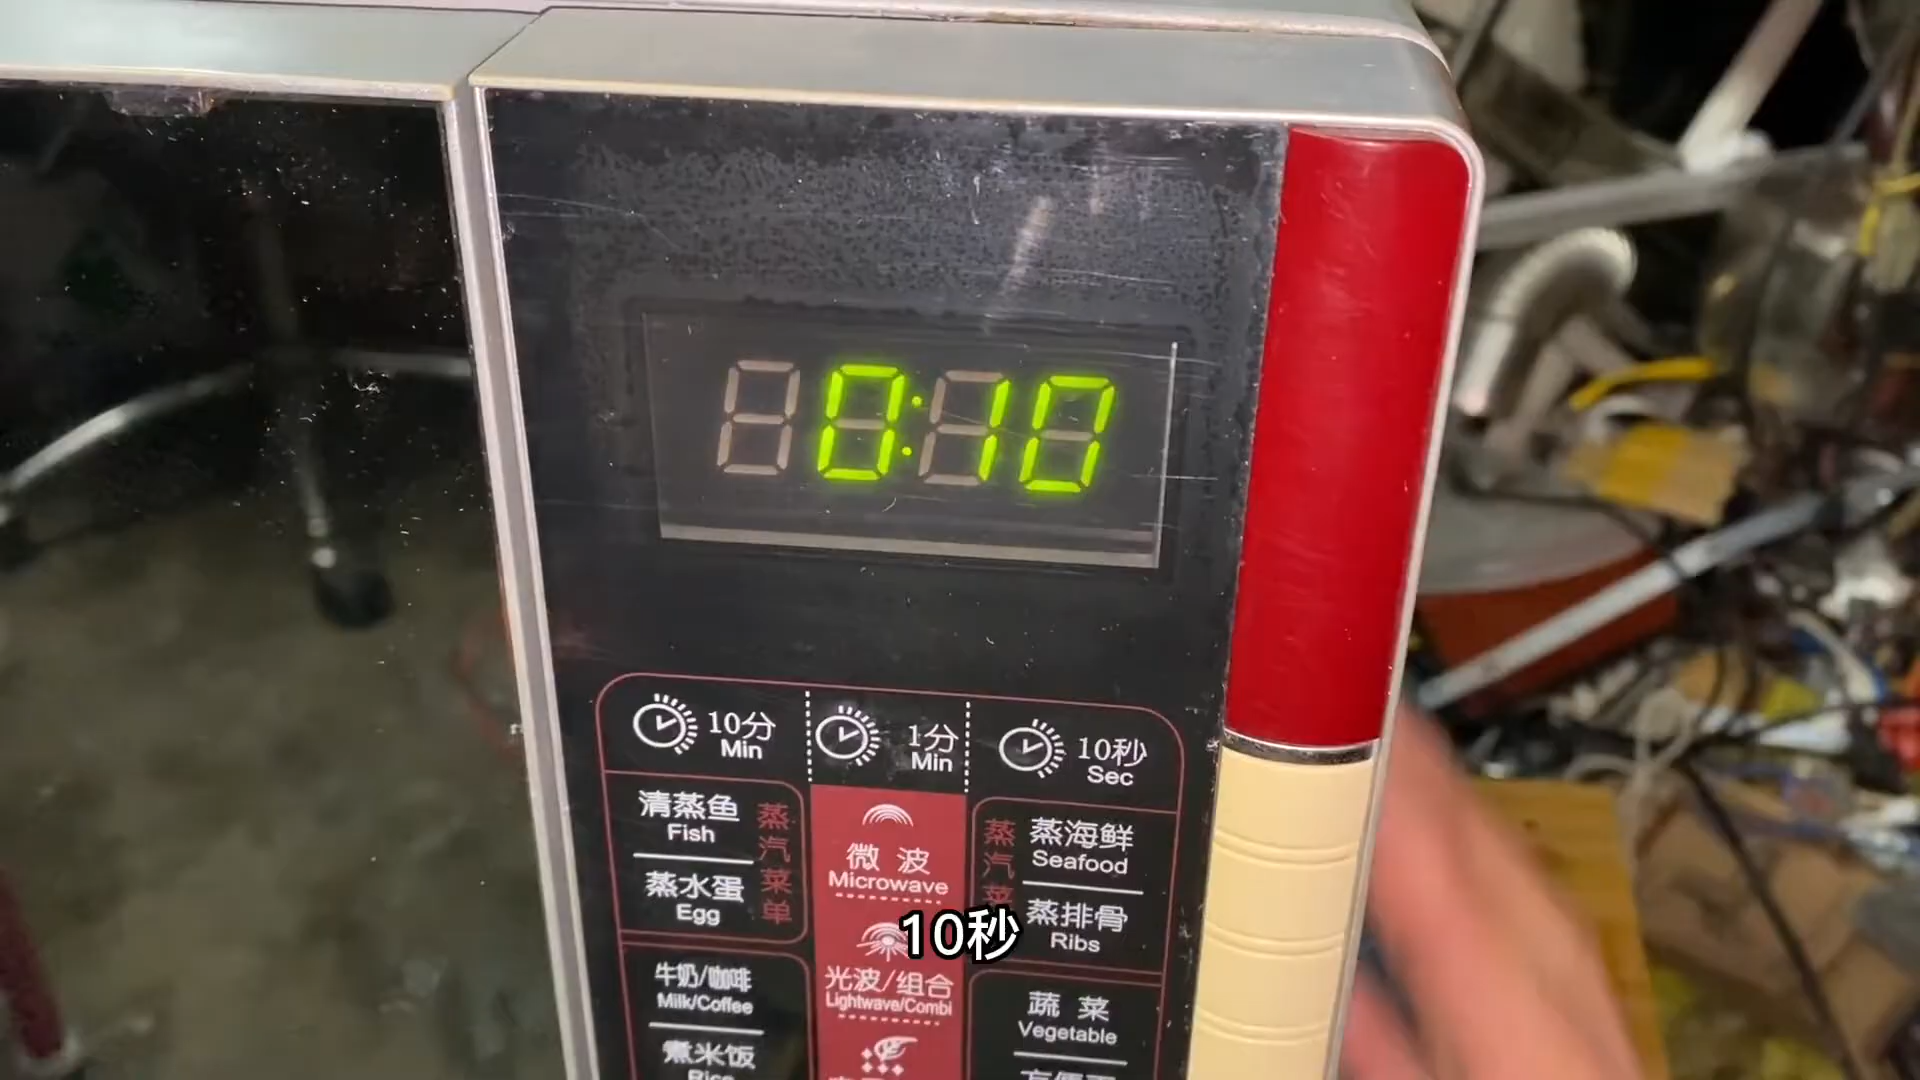 0:10
10分
Min
1分
Min
10秒
Sec
清蒸鱼
Fish
蒸水蛋
Egg
蒸汽菜单
微波
Microwave
光波/组合
Lightwave/Combi
蒸汽菜
蒸海鲜
Seafood
蒸排骨
Ribs
牛奶/咖啡
Milk/Coffee
煮米饭
Rice
蔬菜
Vegetable
10秒